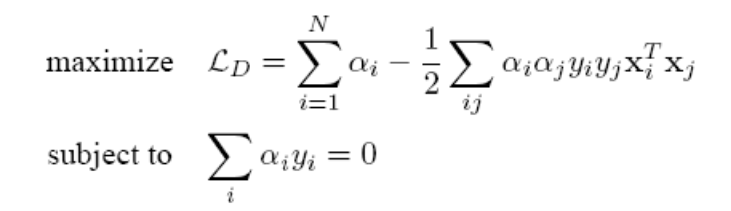 maximize $\mathcal{L}_D = \sum_{i=1}^{N} \alpha_i - \frac{1}{2} \sum_{ij} \alpha_i \alpha_j y_i y_j \mathbf{x}_i^T \mathbf{x}_j$
subject to $\sum_{i} \alpha_i y_i = 0$